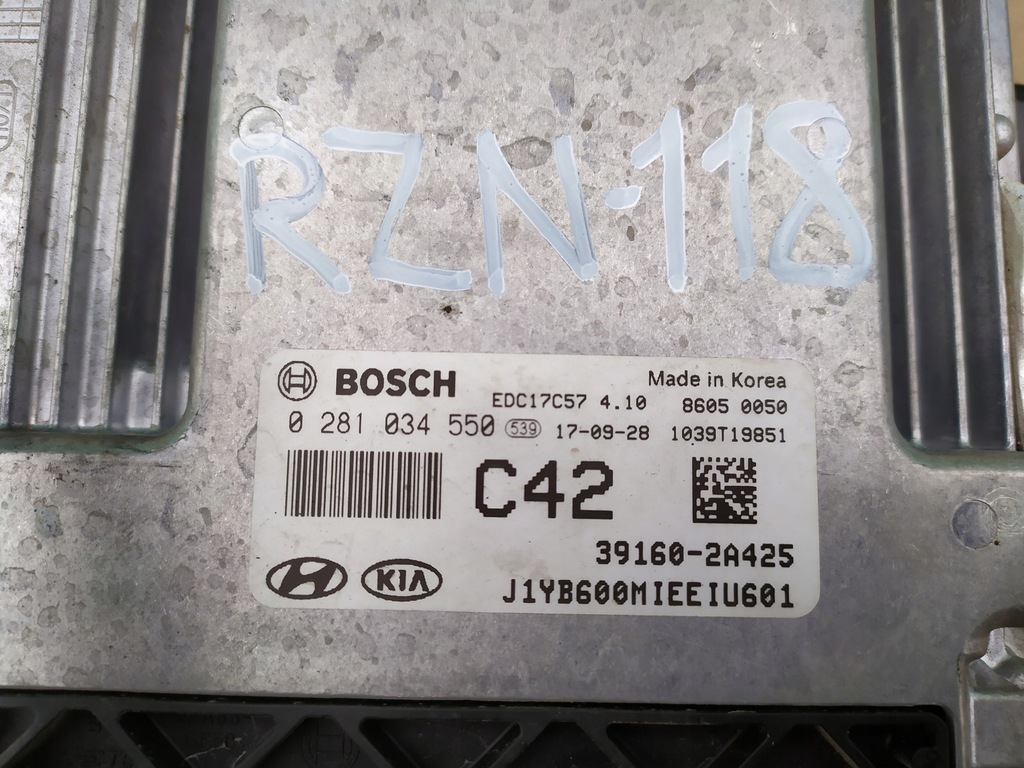 RZN-118
BOSCH
Made in Korea
EDC17C57 4.10 8605 0050
0 281 034 550 539 17-09-28 1039T19851
C42
39160-2A425
KIA
J1YB600MIEEIU601